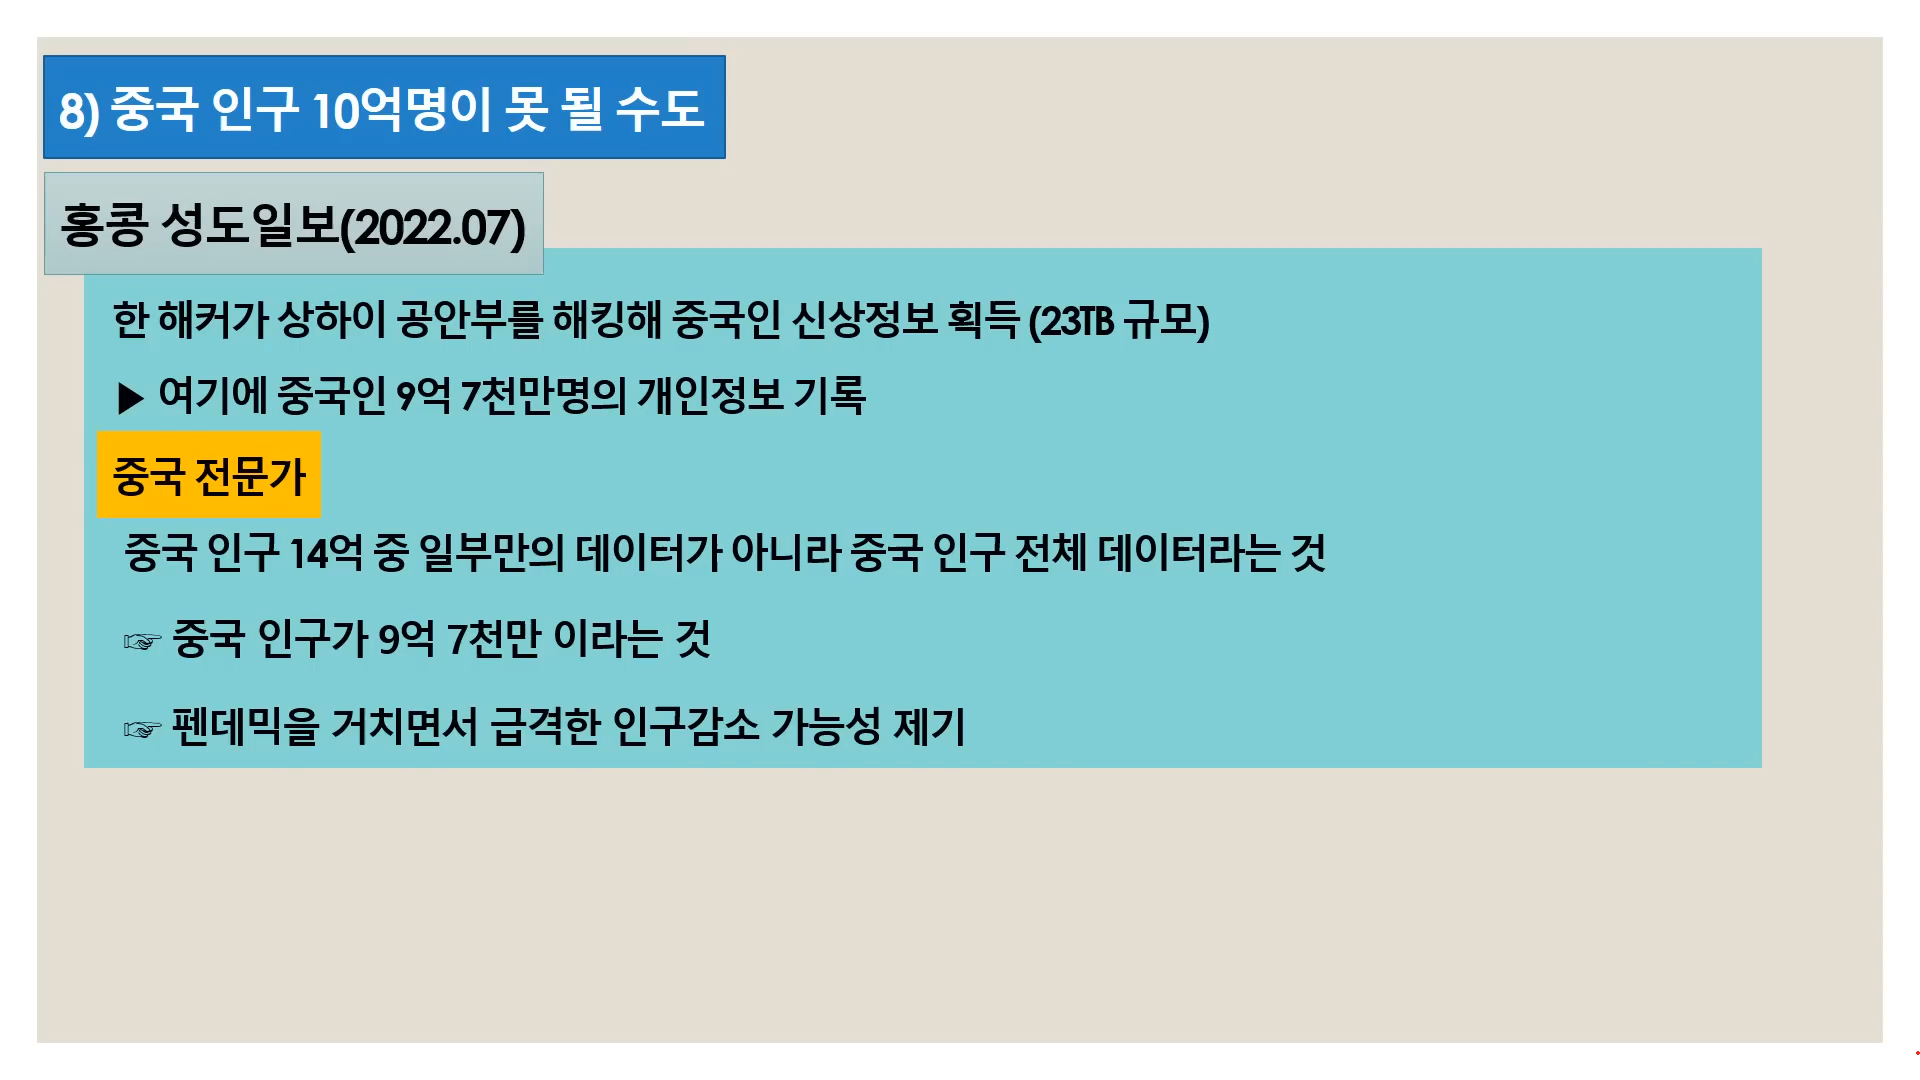 8) 중국 인구 10억명이 못 될 수도
홍콩 성도일보(2022.07)
한 해커가 상하이 공안부를 해킹해 중국인 신상정보 획득 (23TB 규모)
▶ 여기에 중국인 9억 7천만명의 개인정보 기록
중국 전문가
중국 인구 14억 중 일부만의 데이터가 아니라 중국 인구 전체 데이터라는 것
☞ 중국 인구가 9억 7천만 이라는 것
☞ 펜데믹을 거치면서 급격한 인구감소 가능성 제기